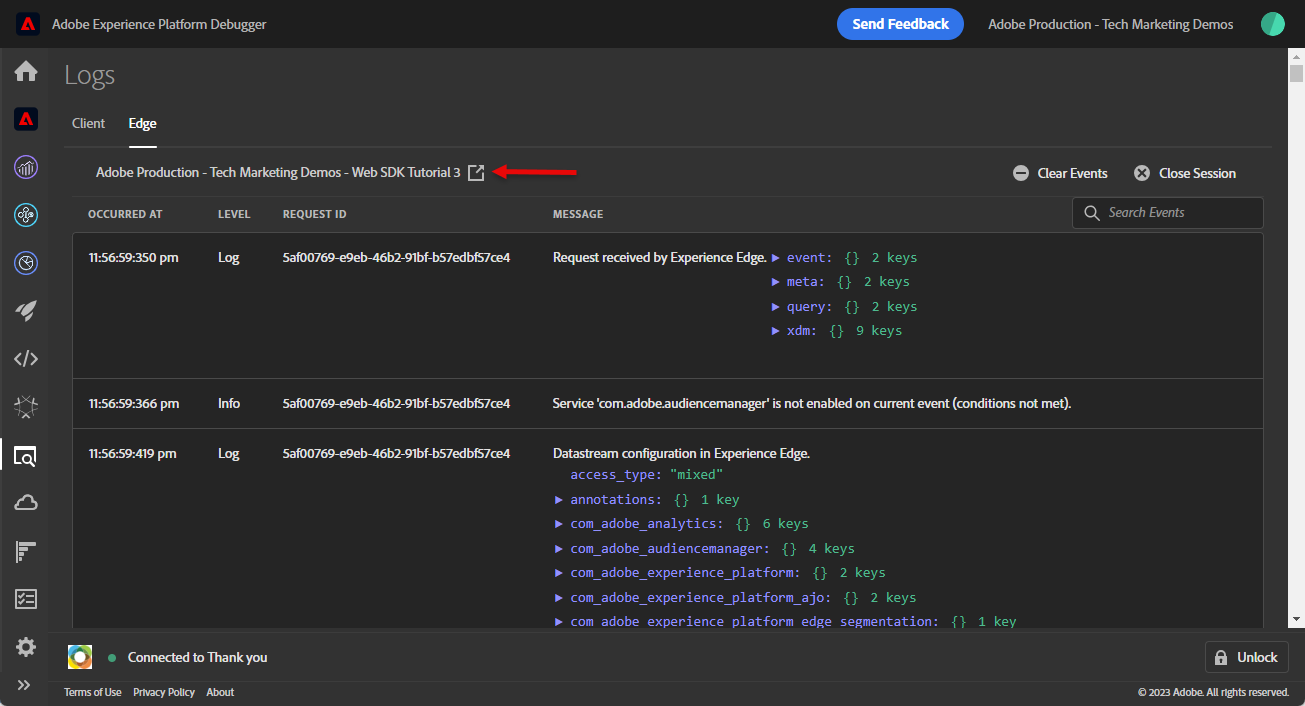 Adobe Experience Platform Debugger
Send Feedback
Adobe Production - Tech Marketing Demos
Logs
Client Edge
Adobe Production - Tech Marketing Demos - Web SDK Tutorial 3
Clear Events Close Session
OCCURRED AT LEVEL REQUEST ID MESSAGE
Search Events
11:56:59:350 pm Log 5af00769-e9eb-46b2-91bf-b57edbf57ce4 Request received by Experience Edge. ▶ event: {} 2 keys
▶ meta: {} 2 keys
▶ query: {} 2 keys
▶ xdm: {} 9 keys
11:56:59:366 pm Info 5af00769-e9eb-46b2-91bf-b57edbf57ce4 Service 'com.adobe.audiencemanager' is not enabled on current event (conditions not met).
11:56:59:419 pm Log 5af00769-e9eb-46b2-91bf-b57edbf57ce4 Datastream configuration in Experience Edge.
access_type: "mixed"
▶ annotations: {} 1 key
▶ com_adobe_analytics: {} 6 keys
▶ com_adobe_audiencemanager: {} 4 keys
▶ com_adobe_experience_platform: {} 2 keys
▶ com_adobe_experience_platform_ajo: {} 2 keys
▶ com_adobe_experience_platform_edge_segmentation: {} 1 key
Connected to Thank you
Unlock
Terms of Use Privacy Policy About
© 2023 Adobe. All rights reserved.